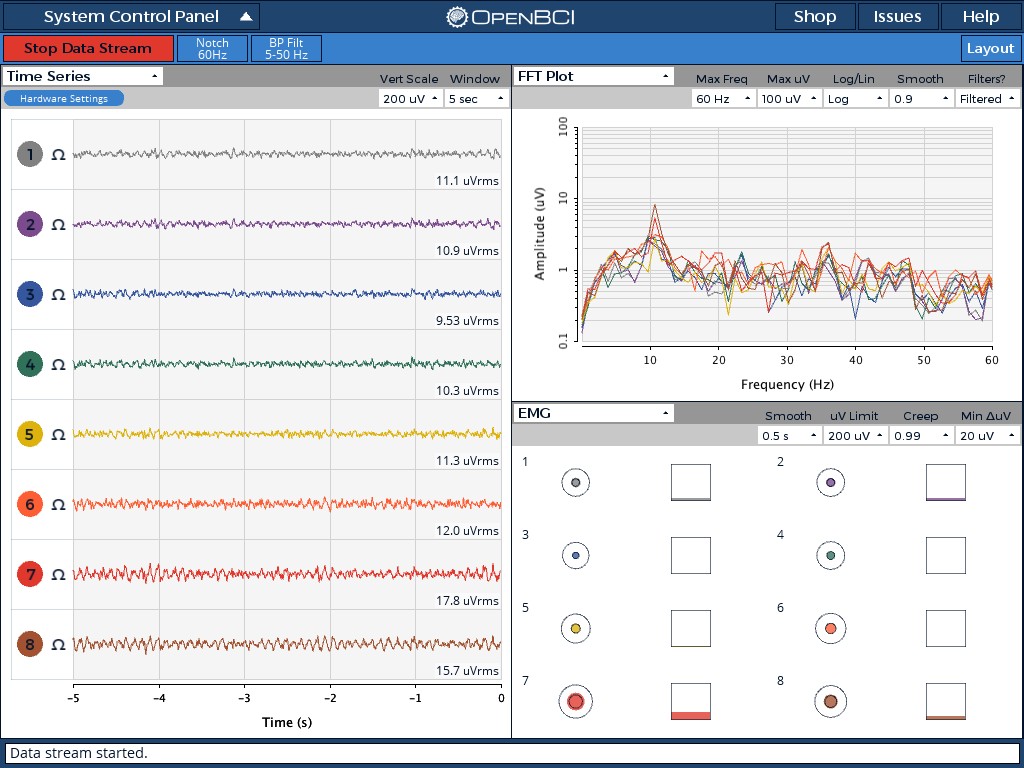 System Control Panel
OpenBCI
Shop Issues Help
Stop Data Stream
Notch
60Hz
BP Filt
5-50 Hz
Layout
Time Series
Vert Scale Window
Hardware Settings
200 uV 5 sec
1 Ω
11.1 uVrms
2 Ω
10.9 uVrms
3 Ω
9.53 uVrms
4 Ω
10.3 uVrms
5 Ω
11.3 uVrms
6 Ω
12.0 uVrms
7 Ω
17.8 uVrms
8 Ω
15.7 uVrms
-5 -4 -3 -2 -1 0
Time (s)
FFT Plot
Max Freq Max uV Log/Lin Smooth Filters?
60 Hz 100 uV Log 0.9 Filtered
100
10
1
0.1
Amplitude (uV)
10 20 30 40 50 60
Frequency (Hz)
EMG
Smooth uV Limit Creep Min ΔuV
0.5 s 200 uV 0.99 20 uV
1 2
3 4
5 6
7 8
Data stream started.